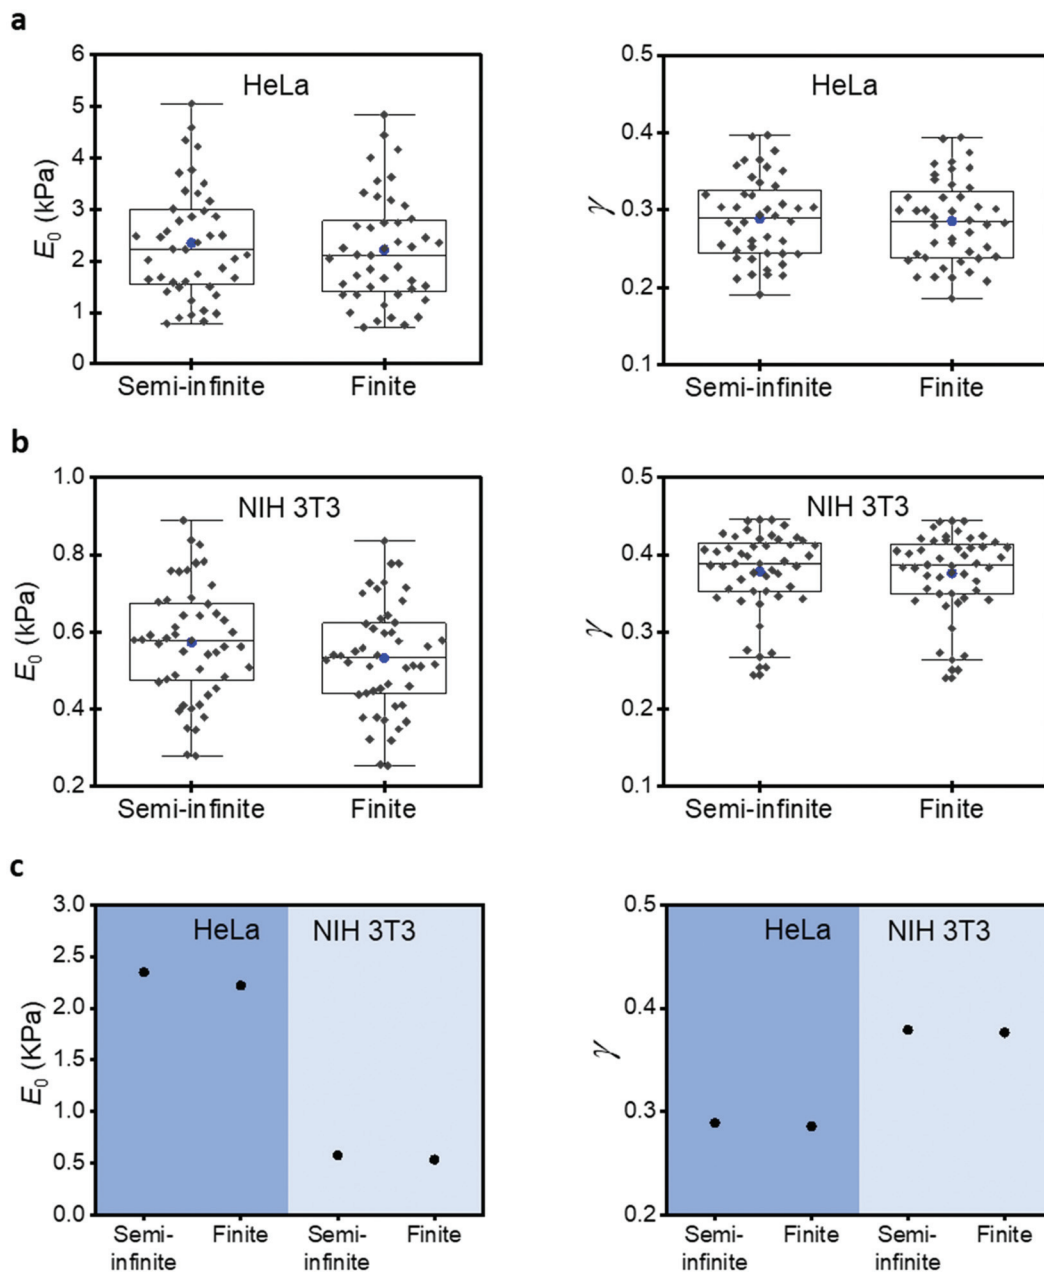 a
6
5
4
3
2
1
0
E0 (kPa)
HeLa
Semi-infinite Finite
0.5
0.4
0.3
0.2
0.1
γ
HeLa
Semi-infinite Finite
b
1.0
0.8
0.6
0.4
0.2
E0 (kPa)
NIH 3T3
Semi-infinite Finite
0.5
0.4
0.3
0.2
0.1
γ
NIH 3T3
Semi-infinite Finite
c
3.0
2.5
2.0
1.5
1.0
0.5
0.0
E0 (KPa)
HeLa NIH 3T3
Semi- Finite Semi- Finite
infinite infinite
0.5
0.4
0.3
0.2
γ
HeLa NIH 3T3
Semi- Finite Semi- Finite
infinite infinite